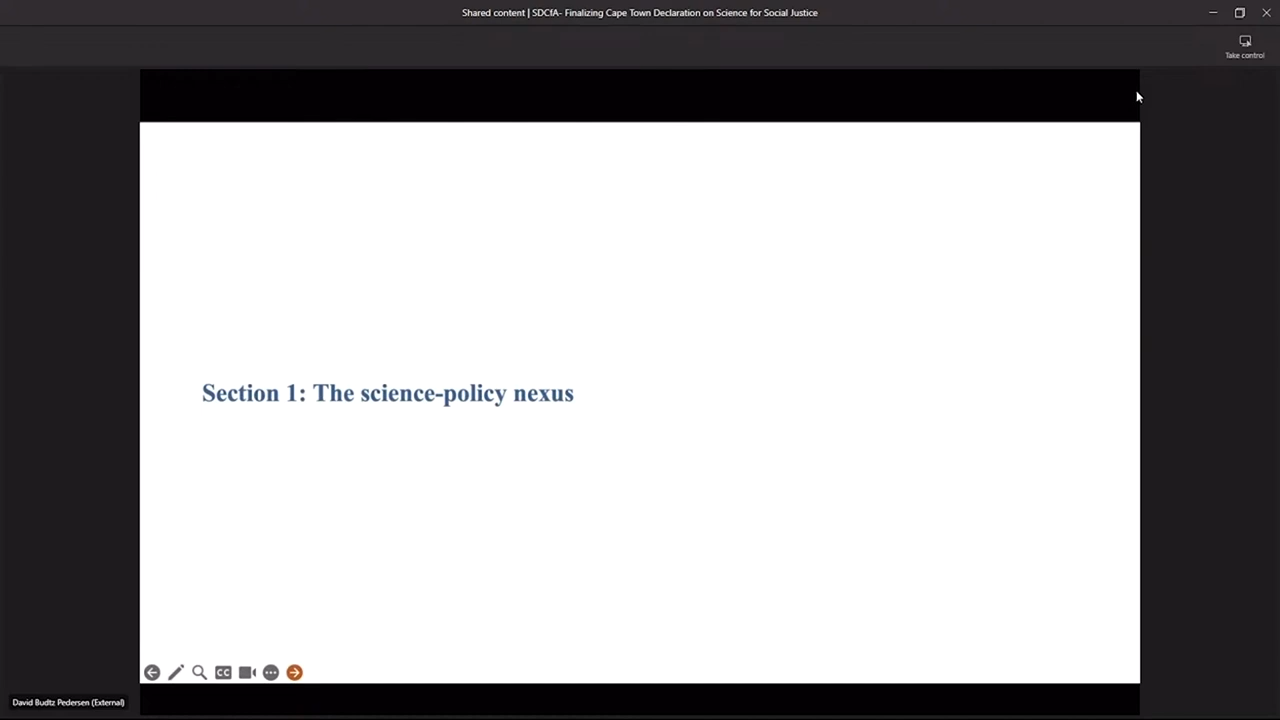 Shared content | SDCfA- Finalizing Cape Town Declaration on Science for Social Justice
Take control
Section 1: The science-policy nexus
CC
David Budtz Pedersen (External)